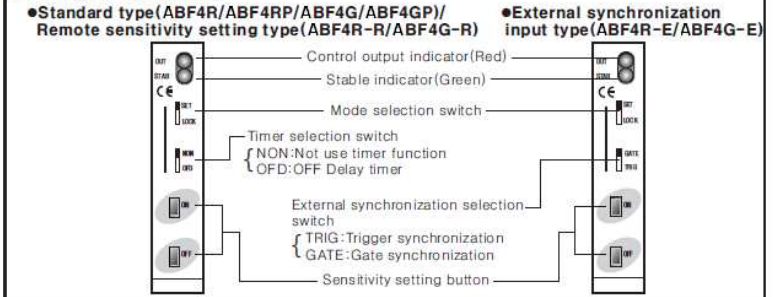 ●Standard type(ABF4R/ABF4RP/ABF4G/ABF4GP)/
Remote sensitivity setting type(ABF4R-R/ABF4G-R)
●External synchronization
input type(ABF4R-E/ABF4G-E)
OUT
STAB
CE
SET
LOCK
NON
OFD
ON
OFF
Control output indicator(Red)
Stable indicator(Green)
Mode selection switch
Timer selection switch
NON:Not use timer function
OFD:OFF Delay timer
External synchronization selection
switch
TRIG:Trigger synchronization
GATE:Gate synchronization
Sensitivity setting button
OUT
STAB
CE
SET
LOCK
GATE
TRIG
ON
OFF